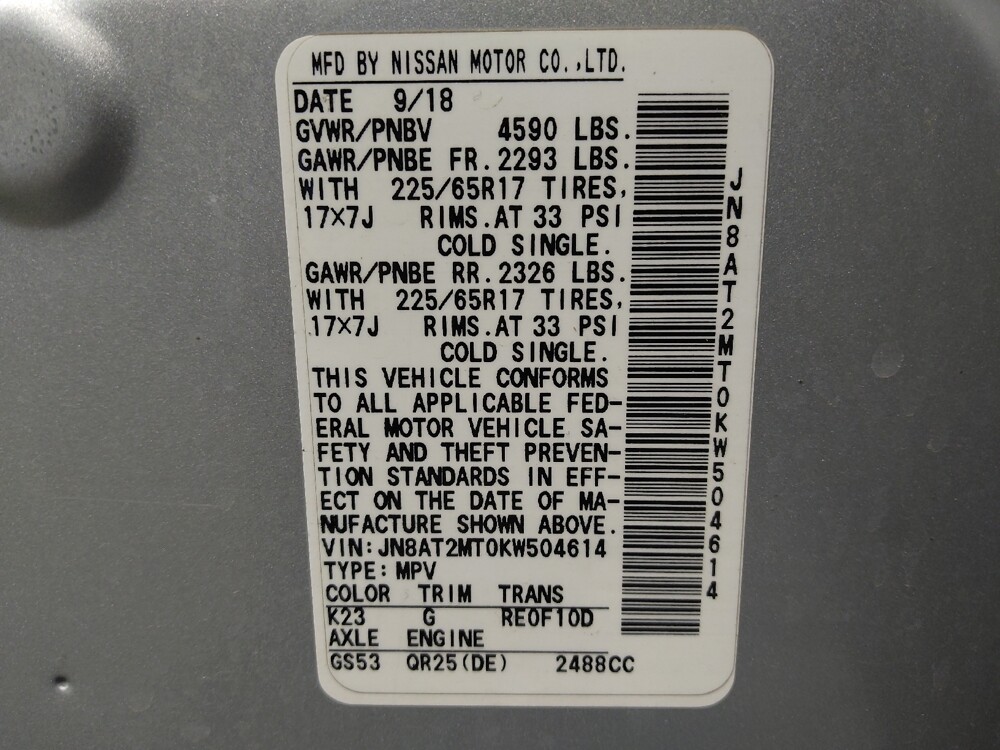 MFD BY NISSAN MOTOR CO.,LTD.
DATE 9/18
GVWR/PNBV 4590 LBS.
GAWR/PNBE FR.2293 LBS.
WITH 225/65R17 TIRES,
17×7J RIMS.AT 33 PSI
COLD SINGLE.
GAWR/PNBE RR.2326 LBS.
WITH 225/65R17 TIRES,
17×7J RIMS.AT 33 PSI
COLD SINGLE.
THIS VEHICLE CONFORMS
TO ALL APPLICABLE FED-
ERAL MOTOR VEHICLE SA-
FETY AND THEFT PREVEN-
TION STANDARDS IN EFF-
ECT ON THE DATE OF MA-
NUFACTURE SHOWN ABOVE.
VIN:JN8AT2MT0KW504614
TYPE:MPV
COLOR TRIM TRANS
K23 G RE0F10D
AXLE ENGINE
GS53 QR25(DE) 2488CC
JN8AT2MT0KW504614